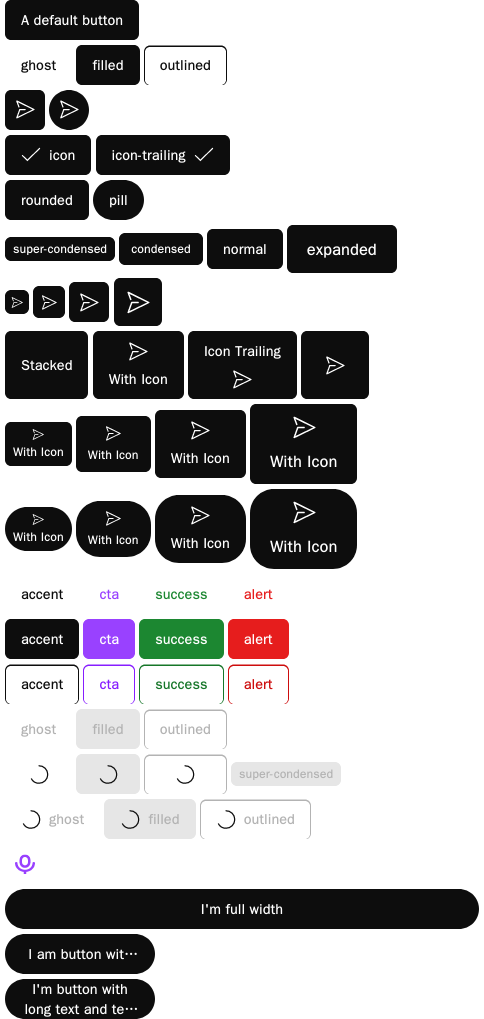 A default button
ghost filled outlined
icon icon-trailing
rounded pill
super-condensed condensed normal expanded
Stacked With Icon Icon Trailing
With Icon With Icon With Icon With Icon
With Icon With Icon With Icon With Icon
accent cta success alert
accent cta success alert
accent cta success alert
ghost filled outlined
super-condensed
ghost filled outlined
I'm full width
I am button wit···
I'm button with
long text and te···